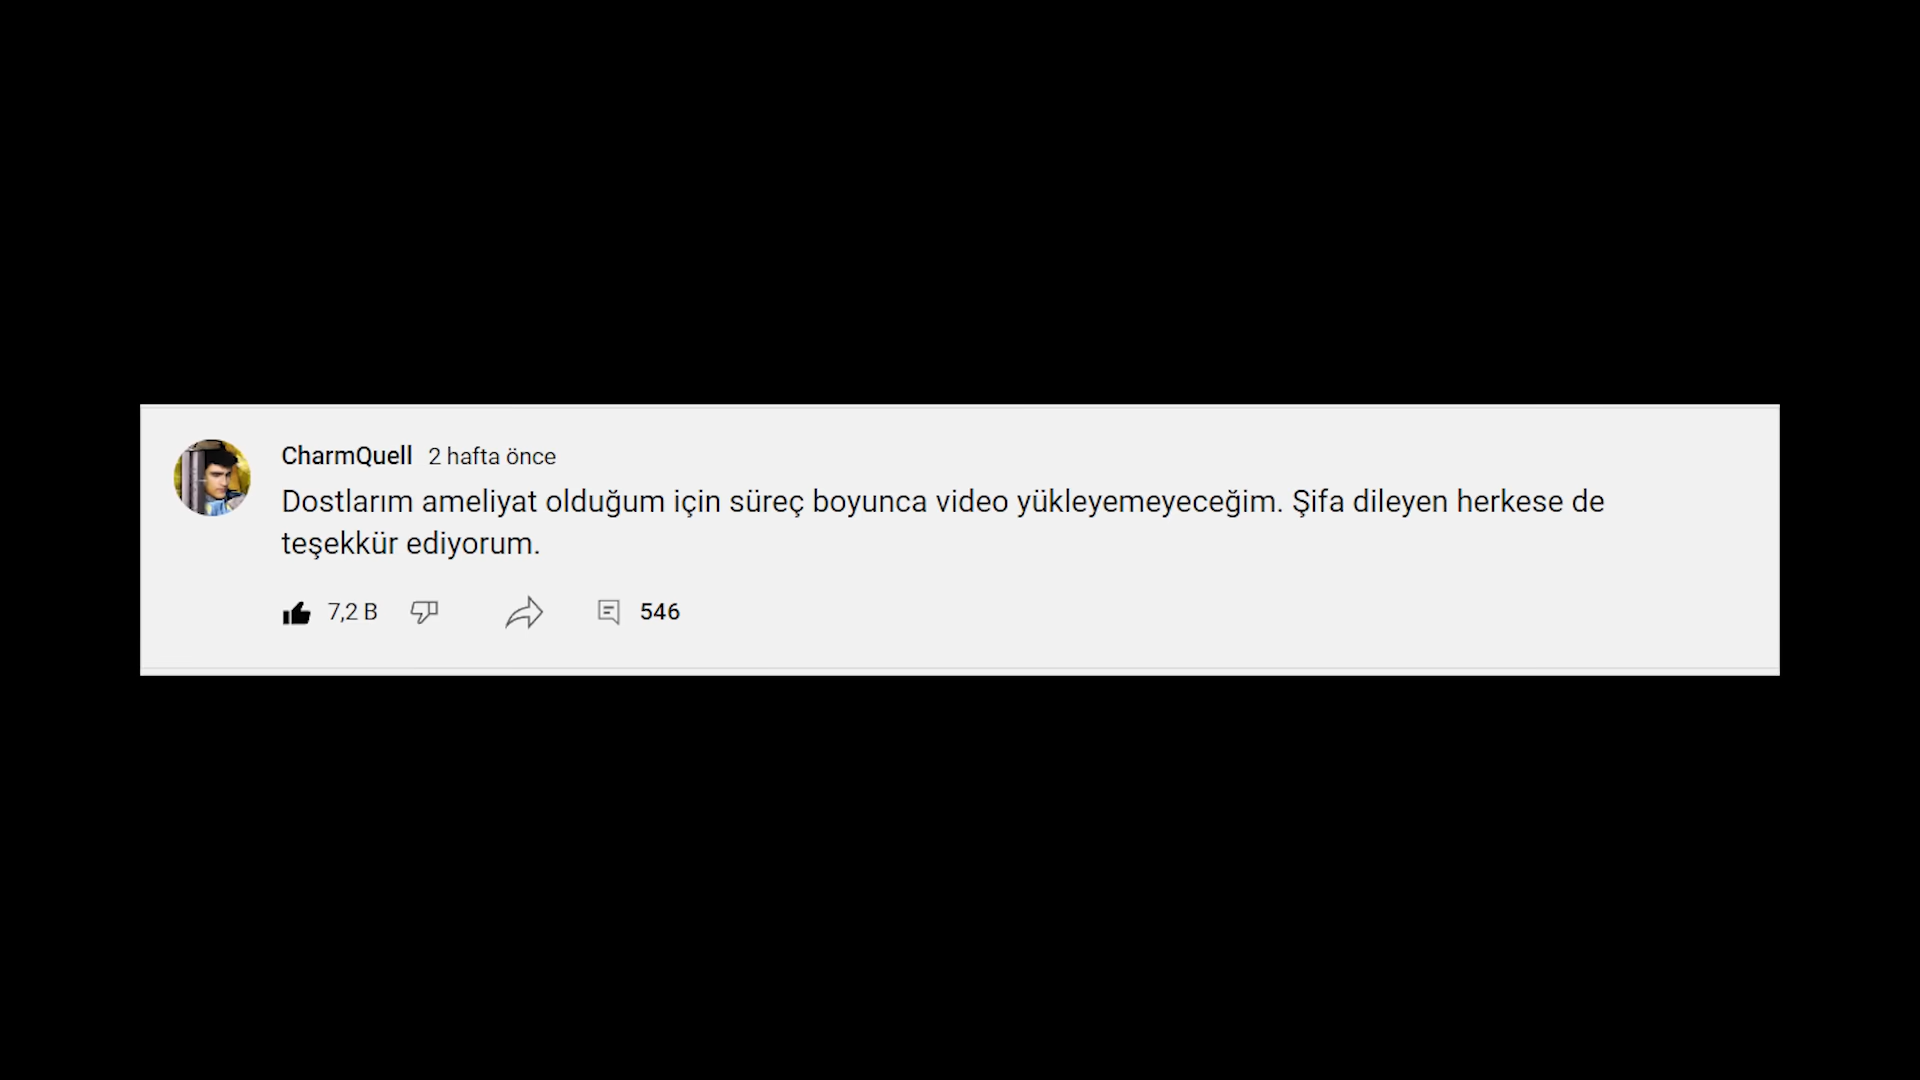 CharmQuell 2 hafta önce
Dostlarım ameliyat olduğum için süreç boyunca video yükleyemeyeceğim. Şifa dileyen herkese de
teşekkür ediyorum.
7,2 B 546